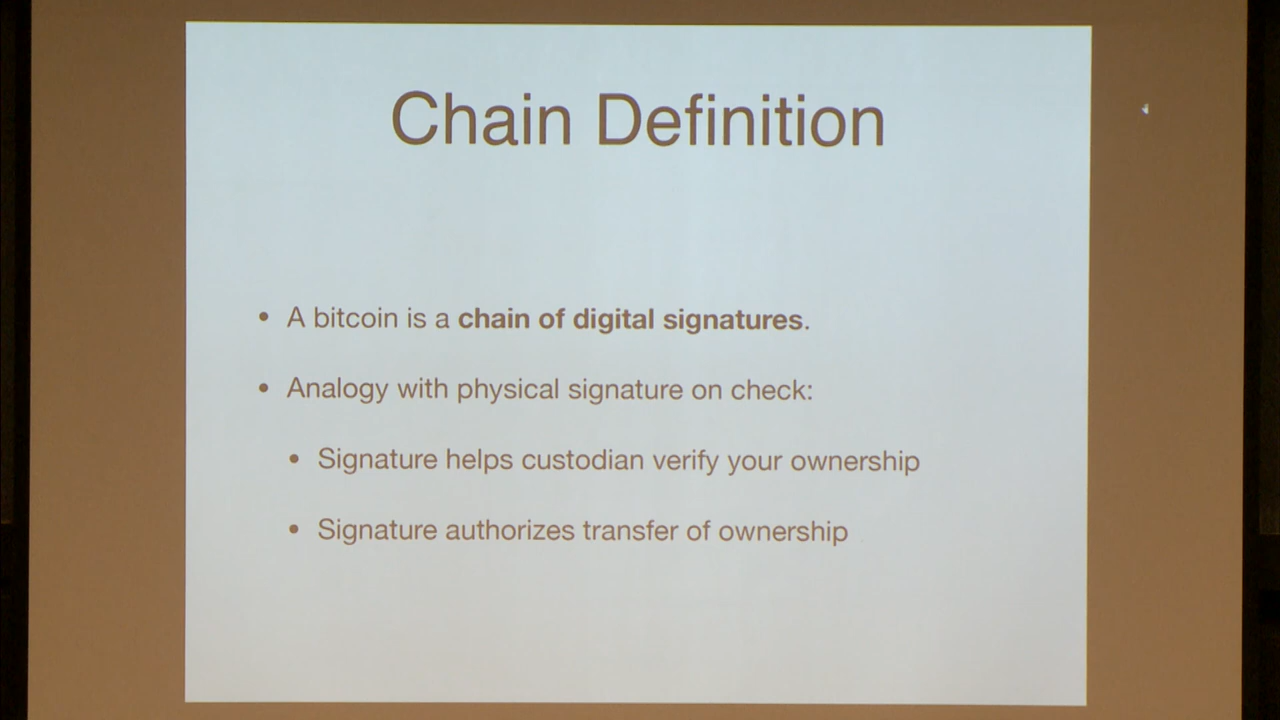 Chain Definition
• A bitcoin is a chain of digital signatures.
• Analogy with physical signature on check:
• Signature helps custodian verify your ownership
• Signature authorizes transfer of ownership